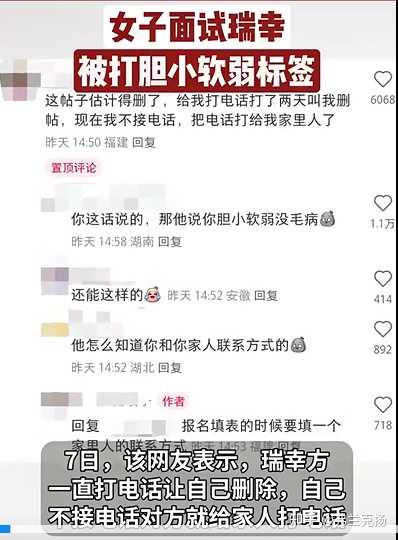 女子面试瑞幸
被打胆小软弱标签
这帖子估计得删了，给我打电话打了两天叫我删
帖，现在我不接电话，把电话打给我家里人了
6068
昨天 14:50 福建 回复
置顶评论
你这话说的，那他说你胆小软弱没毛病
1.1万
昨天 14:58 湖南 回复
还能这样的 昨天 14:52 安徽 回复
414
他怎么知道你和你家人联系方式的
892
昨天 14:52 湖北 回复
作者
回复 报名填表的时候要填一个
718
家里人的联系方式 昨天 14:53 福建 回复
7日，该网友表示，瑞幸方
一直打电话让自己删除，自己
不接电话对方就给家人打电话